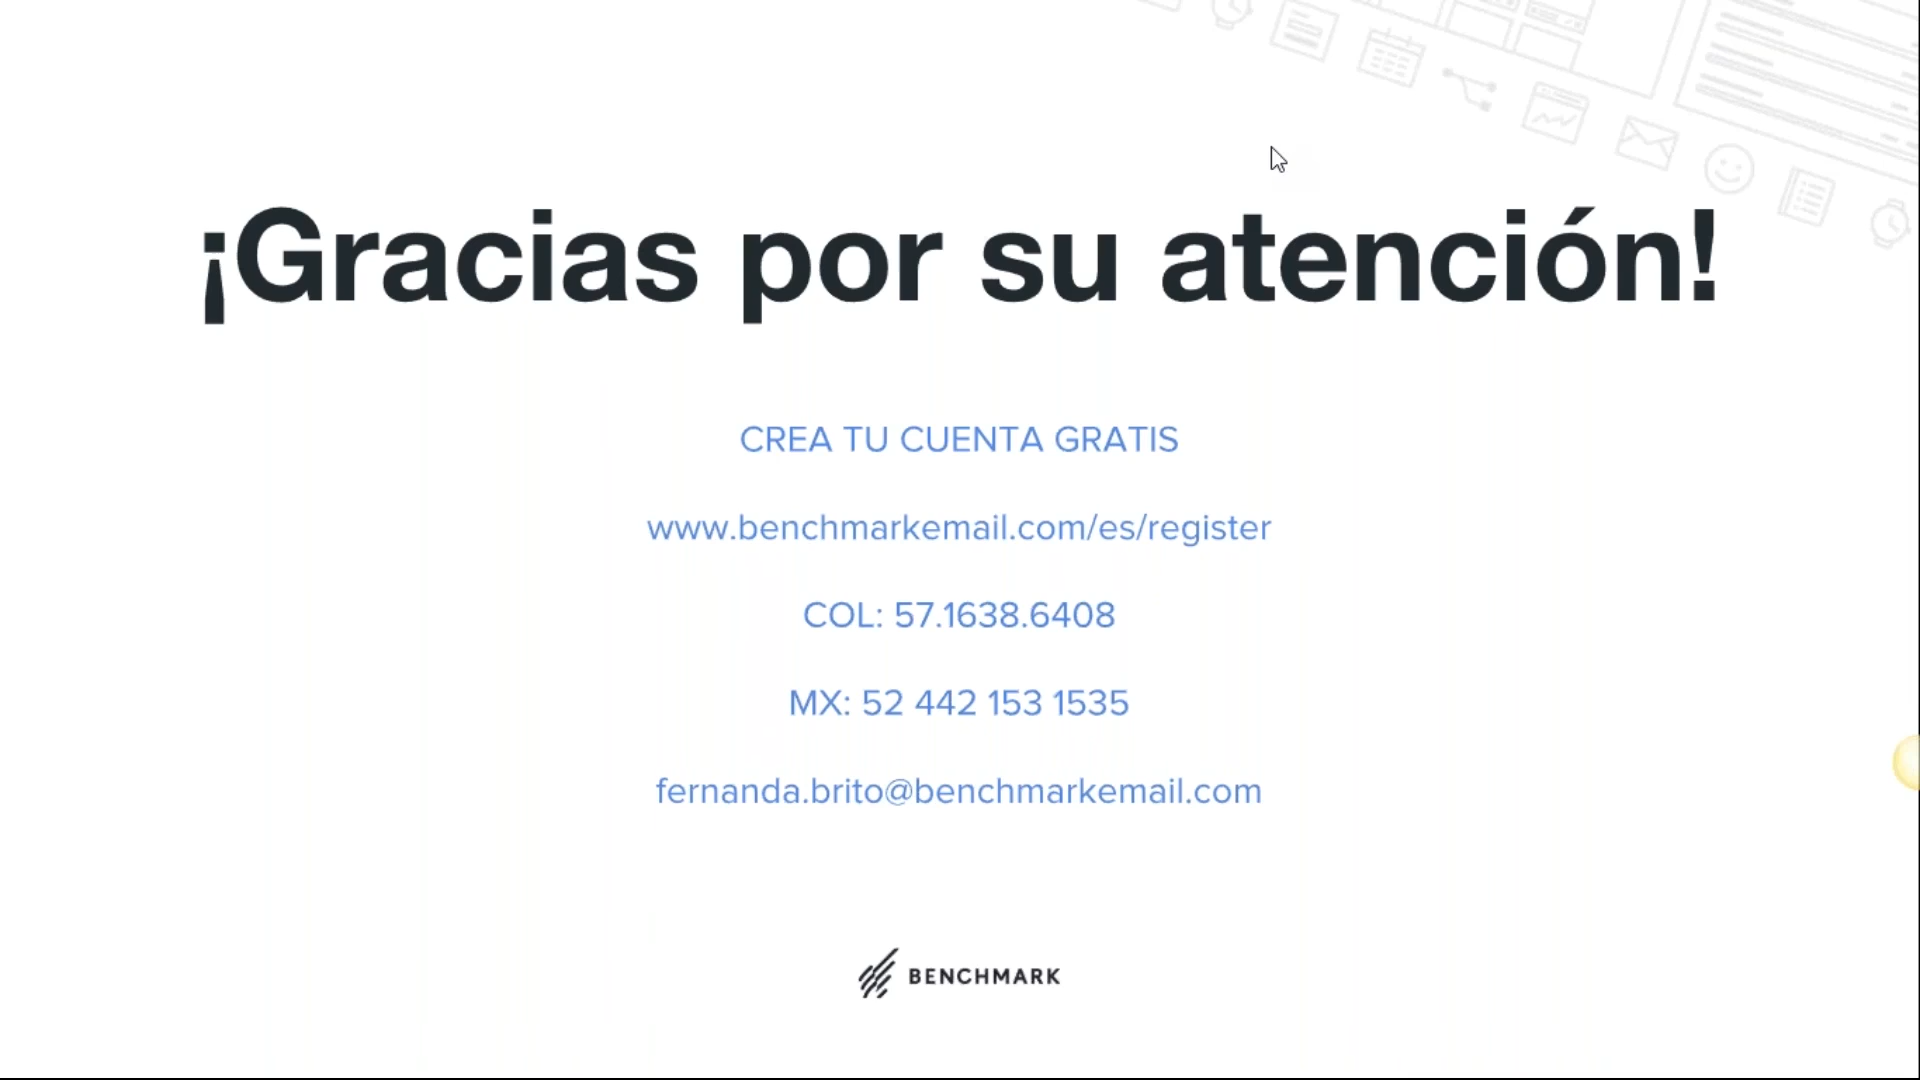 ¡Gracias por su atención!
CREA TU CUENTA GRATIS
www.benchmarkemail.com/es/register
COL: 57.1638.6408
MX: 52 442 153 1535
fernanda.brito@benchmarkemail.com
BENCHMARK